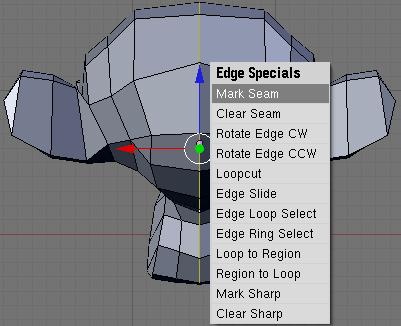 Edge Specials
Mark Seam
Clear Seam
Rotate Edge CW
Rotate Edge CCW
Loopcut
Edge Slide
Edge Loop Select
Edge Ring Select
Loop to Region
Region to Loop
Mark Sharp
Clear Sharp